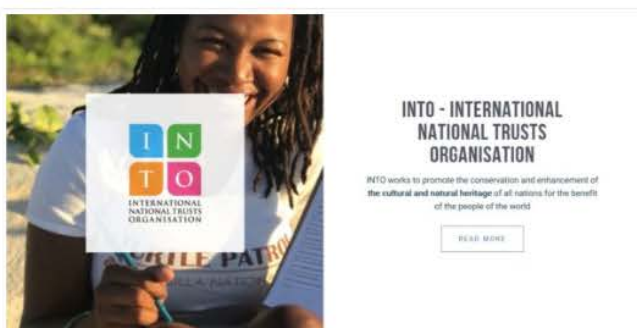 I N
T O
INTERNATIONAL
NATIONAL TRUSTS
ORGANISATION
PATROL
INTO - INTERNATIONAL
NATIONAL TRUSTS
ORGANISATION
INTO works to promote the conservation and enhancement of
the cultural and natural heritage of all nations for the benefit
of the people of the world
READ MORE